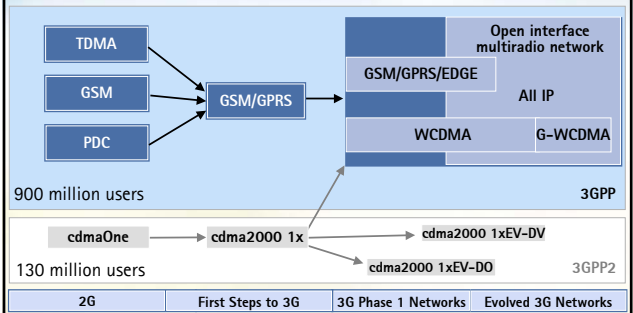 TDMA
GSM
PDC
GSM/GPRS
Open interface
multiradio network
GSM/GPRS/EDGE
All IP
WCDMA
G-WCDMA
900 million users
3GPP
cdmaOne
cdma2000 1x
cdma2000 1xEV-DV
cdma2000 1xEV-DO
130 million users
3GPP2
2G
First Steps to 3G
3G Phase 1 Networks
Evolved 3G Networks